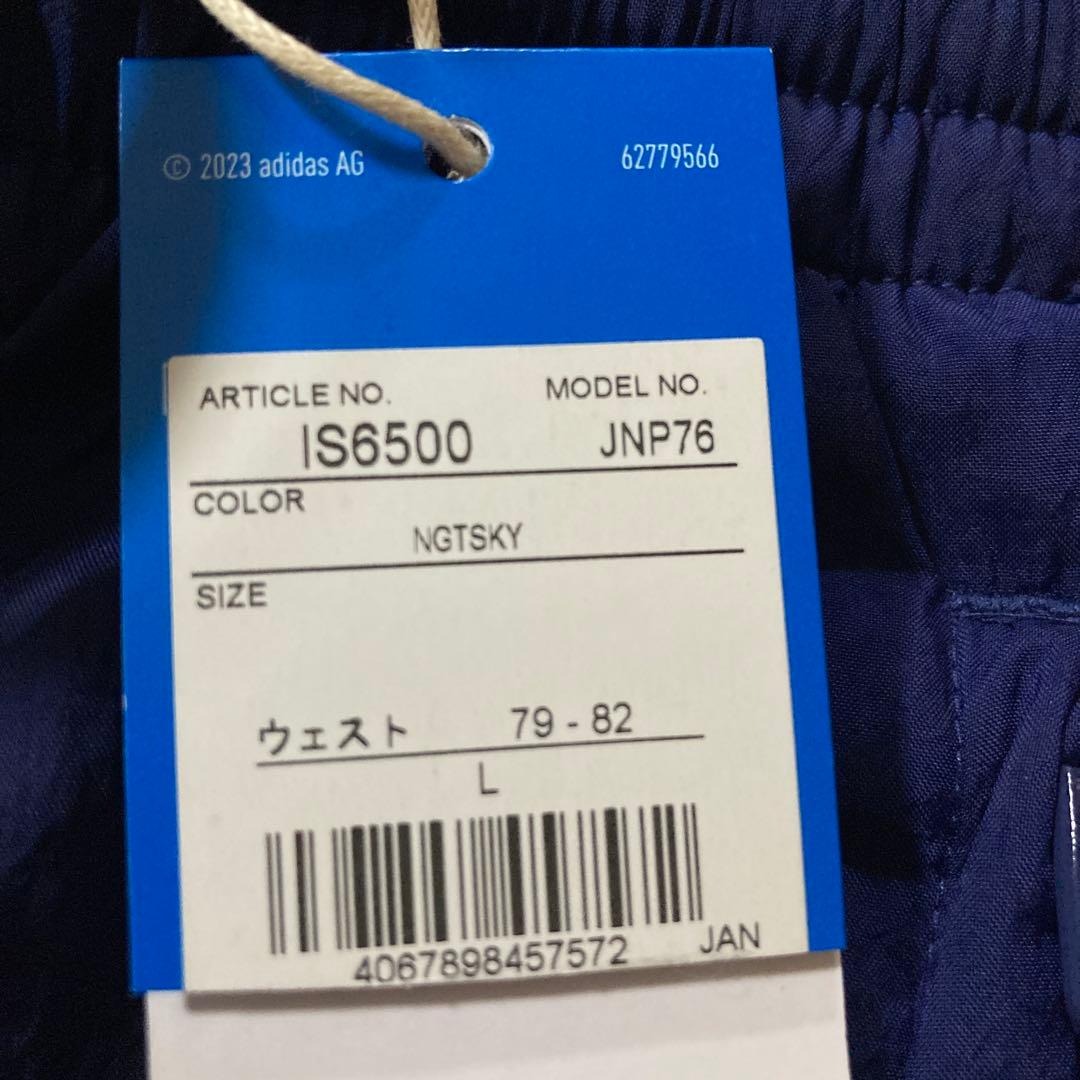 © 2023 adidas AG 62779566
ARTICLE NO. MODEL NO.
IS6500 JNP76
COLOR
NGTSKY
SIZE
ウェスト 79 - 82
L
4067898457572 JAN